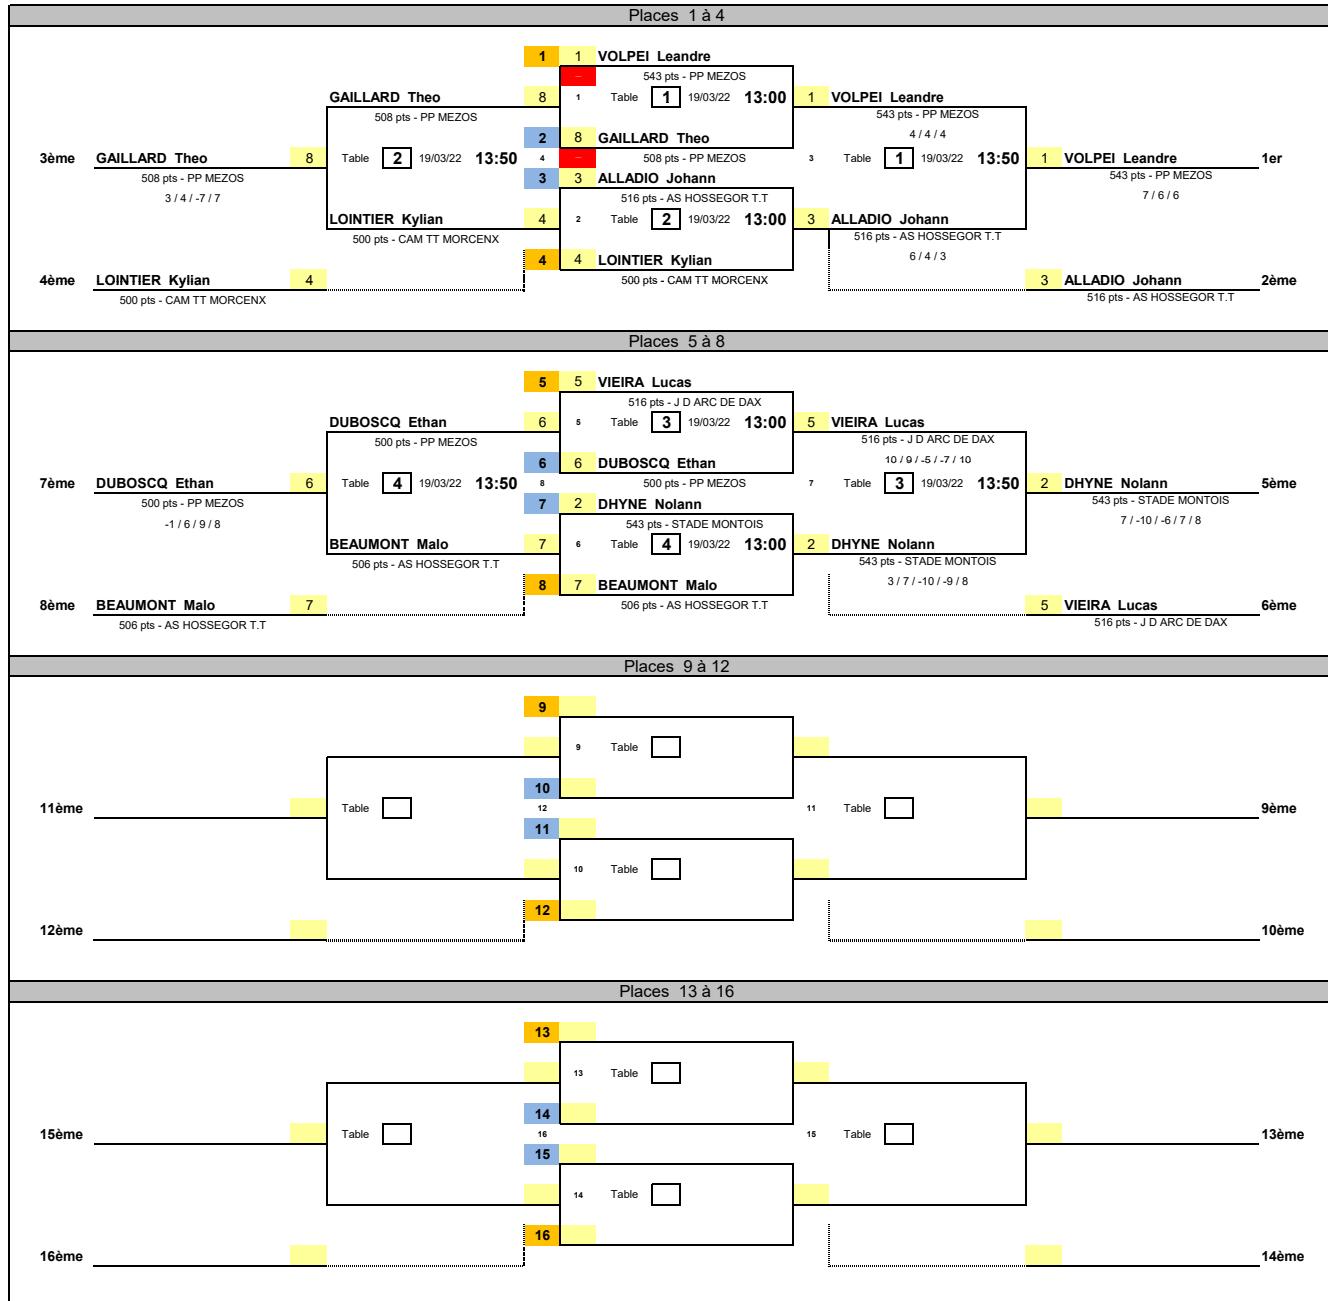 Places 1 à 4
1 1 VOLPEI Leandre
– 543 pts - PP MEZOS
GAILLARD Theo 8 1 Table 1 19/03/22 13:00 1 VOLPEI Leandre
508 pts - PP MEZOS 543 pts - PP MEZOS
4 / 4 / 4
2 8 GAILLARD Theo
3ème GAILLARD Theo 8 Table 2 19/03/22 13:50 4 – 508 pts - PP MEZOS 3 Table 1 19/03/22 13:50 1 VOLPEI Leandre 1er
508 pts - PP MEZOS 3 3 ALLADIO Johann 543 pts - PP MEZOS
3 / 4 / -7 / 7 516 pts - AS HOSSEGOR T.T 7 / 6 / 6
LOINTIER Kylian 4 2 Table 2 19/03/22 13:00 3 ALLADIO Johann
500 pts - CAM TT MORCENX 516 pts - AS HOSSEGOR T.T
4 4 LOINTIER Kylian 6 / 4 / 3
4ème LOINTIER Kylian 4 500 pts - CAM TT MORCENX 3 ALLADIO Johann 2ème
500 pts - CAM TT MORCENX 516 pts - AS HOSSEGOR T.T
Places 5 à 8
5 5 VIEIRA Lucas
516 pts - J D ARC DE DAX
DUBOSCQ Ethan 6 5 Table 3 19/03/22 13:00 5 VIEIRA Lucas
500 pts - PP MEZOS 516 pts - J D ARC DE DAX
6 6 DUBOSCQ Ethan 10 / 9 / -5 / -7 / 10
7ème DUBOSCQ Ethan 6 Table 4 19/03/22 13:50 8 500 pts - PP MEZOS 7 Table 3 19/03/22 13:50 2 DHYNE Nolann 5ème
500 pts - PP MEZOS 7 2 DHYNE Nolann 543 pts - STADE MONTOIS
-1 / 6 / 9 / 8 543 pts - STADE MONTOIS 7 / -10 / -6 / 7 / 8
BEAUMONT Malo 7 6 Table 4 19/03/22 13:00 2 DHYNE Nolann
506 pts - AS HOSSEGOR T.T 543 pts - STADE MONTOIS
8 7 BEAUMONT Malo 3 / 7 / -10 / -9 / 8
8ème BEAUMONT Malo 7 506 pts - AS HOSSEGOR T.T 5 VIEIRA Lucas 6ème
506 pts - AS HOSSEGOR T.T 516 pts - J D ARC DE DAX
Places 9 à 12
9
9 Table
10
11ème Table 12 11 Table 9ème
11
10 Table
12
12ème 10ème
Places 13 à 16
13
13 Table
14
15ème Table 16 15 Table 13ème
15
14 Table
16
16ème 14ème